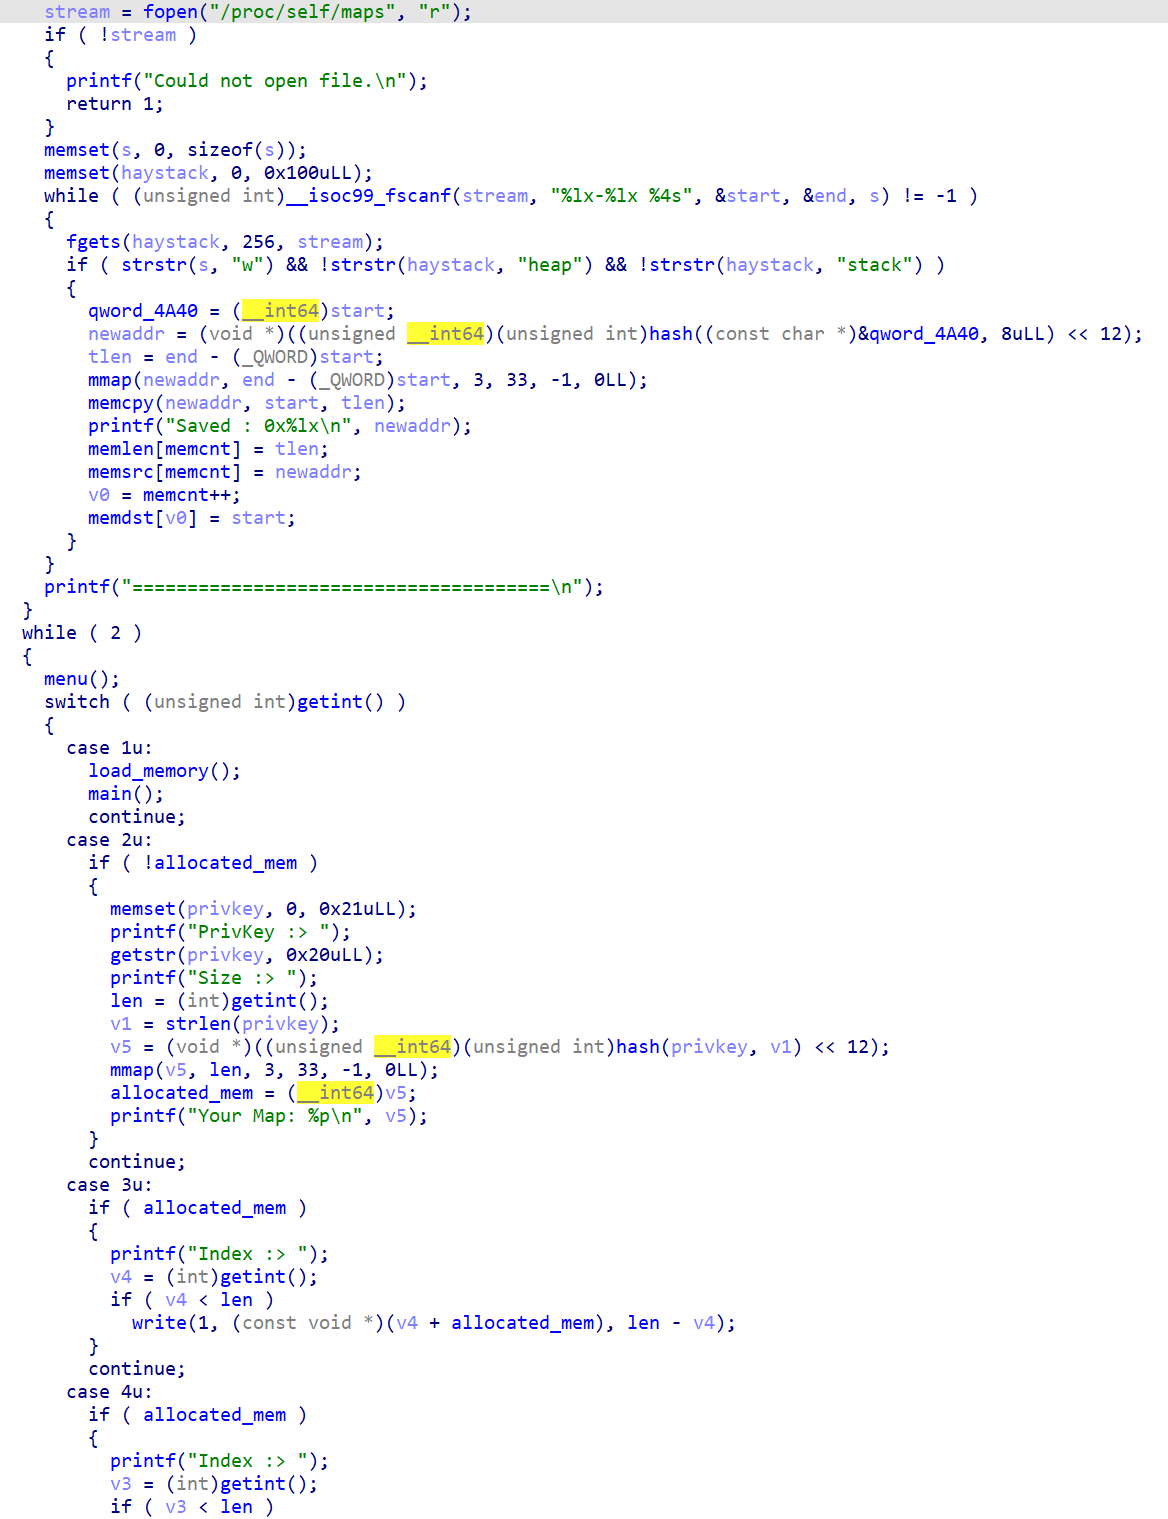 stream = fopen("/proc/self/maps", "r");
if ( !stream )
{
printf("Could not open file.\n");
return 1;
}
memset(s, 0, sizeof(s));
memset(haystack, 0, 0x100uLL);
while ( (unsigned int)__isoc99_fscanf(stream, "%lx-%lx %4s", &start, &end, s) != -1 )
{
fgets(haystack, 256, stream);
if ( strstr(s, "w") && !strstr(haystack, "heap") && !strstr(haystack, "stack") )
{
qword_4A40 = (__int64)start;
newaddr = (void *)((unsigned __int64)(unsigned int)hash((const char *)&qword_4A40, 8uLL) << 12);
tlen = end - (_QWORD)start;
mmap(newaddr, end - (_QWORD)start, 3, 33, -1, 0LL);
memcpy(newaddr, start, tlen);
printf("Saved : 0x%lx\n", newaddr);
memlen[memcnt] = tlen;
memsrc[memcnt] = newaddr;
v0 = memcnt++;
memdst[v0] = start;
}
}
printf("======================================\n");
}
while ( 2 )
{
menu();
switch ( (unsigned int)getint() )
{
case 1u:
load_memory();
main();
continue;
case 2u:
if ( !allocated_mem )
{
memset(privkey, 0, 0x21uLL);
printf("PrivKey :> ");
getstr(privkey, 0x20uLL);
printf("Size :> ");
len = (int)getint();
v1 = strlen(privkey);
v5 = (void *)((unsigned __int64)(unsigned int)hash(privkey, v1) << 12);
mmap(v5, len, 3, 33, -1, 0LL);
allocated_mem = (__int64)v5;
printf("Your Map: %p\n", v5);
}
continue;
case 3u:
if ( allocated_mem )
{
printf("Index :> ");
v4 = (int)getint();
if ( v4 < len )
write(1, (const void *)(v4 + allocated_mem), len - v4);
}
continue;
case 4u:
if ( allocated_mem )
{
printf("Index :> ");
v3 = (int)getint();
if ( v3 < len )